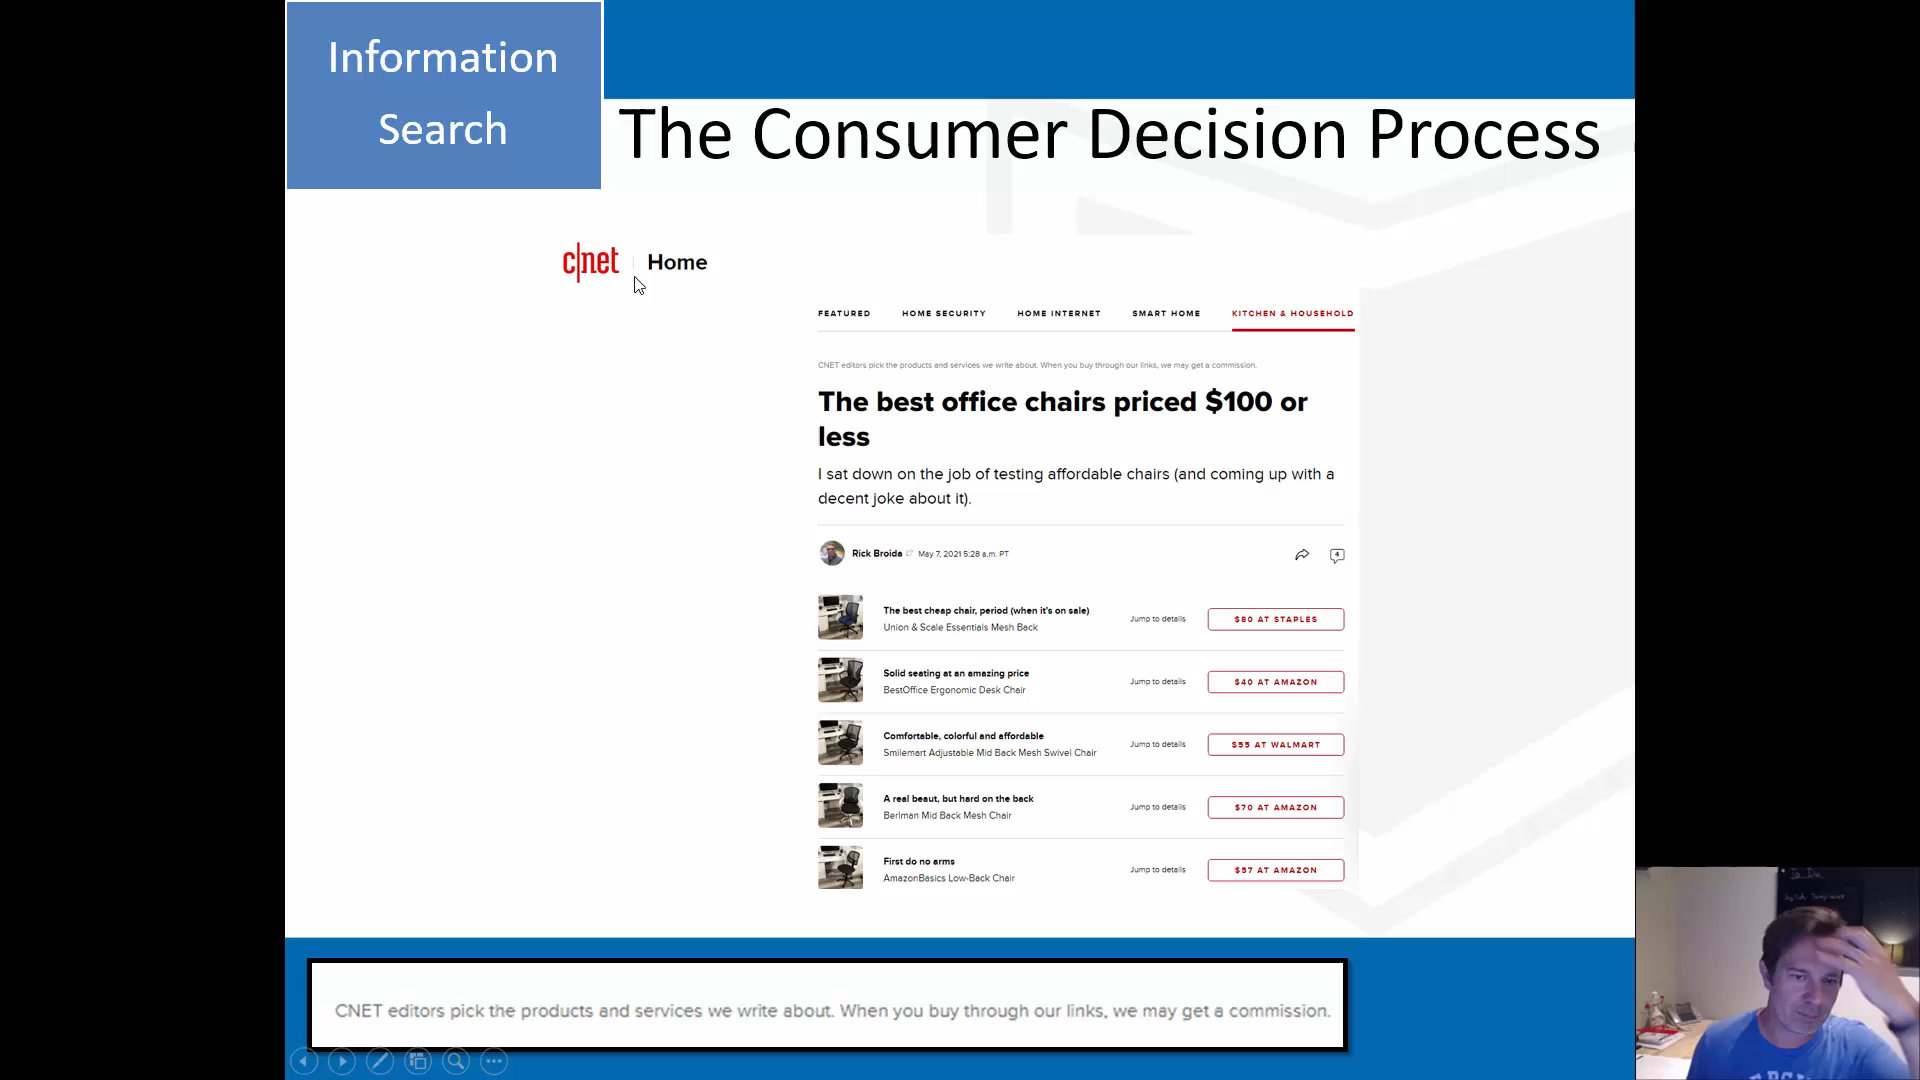 Information
Search
The Consumer Decision Process
c|net
Home
FEATURED HOME SECURITY HOME INTERNET SMART HOME KITCHEN & HOUSEHOLD
CNET editors pick the products and services we write about. When you buy through our links, we may get a commission.
The best office chairs priced $100 or
less
I sat down on the job of testing affordable chairs (and coming up with a
decent joke about it).
Rick Broida May 7, 2021 5:28 a.m. PT
4
The best cheap chair, period (when it's on sale)
Union & Scale Essentials Mesh Back
Jump to details
$80 AT STAPLES
Solid seating at an amazing price
BestOffice Ergonomic Desk Chair
Jump to details
$40 AT AMAZON
Comfortable, colorful and affordable
Smilemart Adjustable Mid Back Mesh Swivel Chair
Jump to details
$55 AT WALMART
A real beaut, but hard on the back
Berlman Mid Back Mesh Chair
Jump to details
$70 AT AMAZON
First do no arms
AmazonBasics Low-Back Chair
Jump to details
$57 AT AMAZON
CNET editors pick the products and services we write about. When you buy through our links, we may get a commission.
To Do